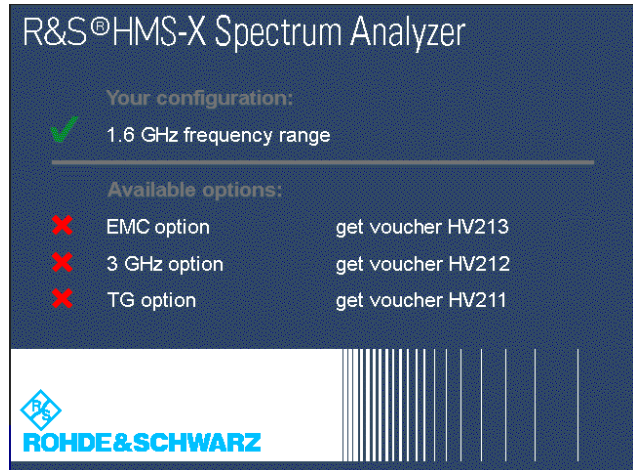 R&S®HMS-X Spectrum Analyzer
Your configuration:
1.6 GHz frequency range
Available options:
EMC option get voucher HV213
3 GHz option get voucher HV212
TG option get voucher HV211
R&S
ROHDE&SCHWARZ